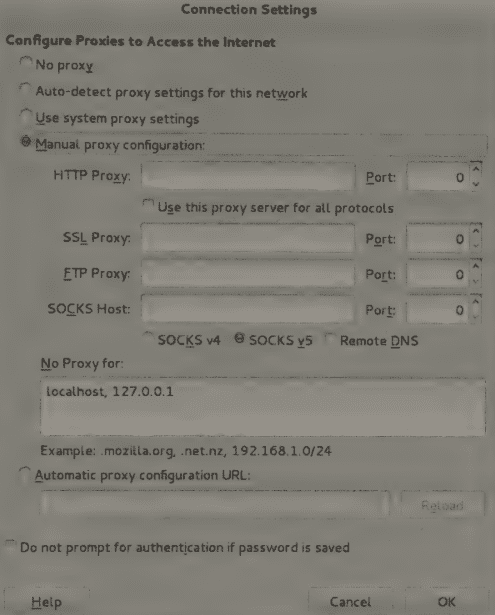 Connection Settings
Configure Proxies to Access the Internet
No proxy
Auto-detect proxy settings for this network
Use system proxy settings
Manual proxy configuration:
HTTP Proxy: Port: 0
Use this proxy server for all protocols
SSL Proxy: Port: 0
FTP Proxy: Port: 0
SOCKS Host: Port: 0
SOCKS v4 SOCKS v5 Remote DNS
No Proxy for:
localhost, 127.0.0.1
Example: .mozilla.org, .net.nz, 192.168.1.0/24
Automatic proxy configuration URL:
Reload
Do not prompt for authentication if password is saved
Help Cancel OK